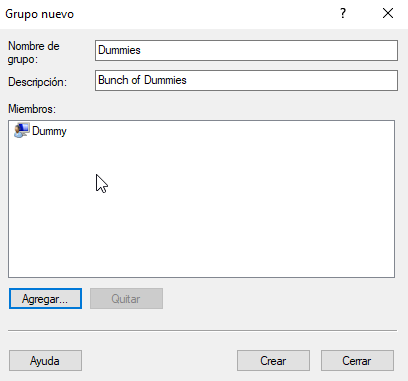 Grupo nuevo
?
Nombre de
grupo:
Dummies
Descripción:
Bunch of Dummies
Miembros:
Dummy
Agregar...
Quitar
Ayuda
Crear
Cerrar